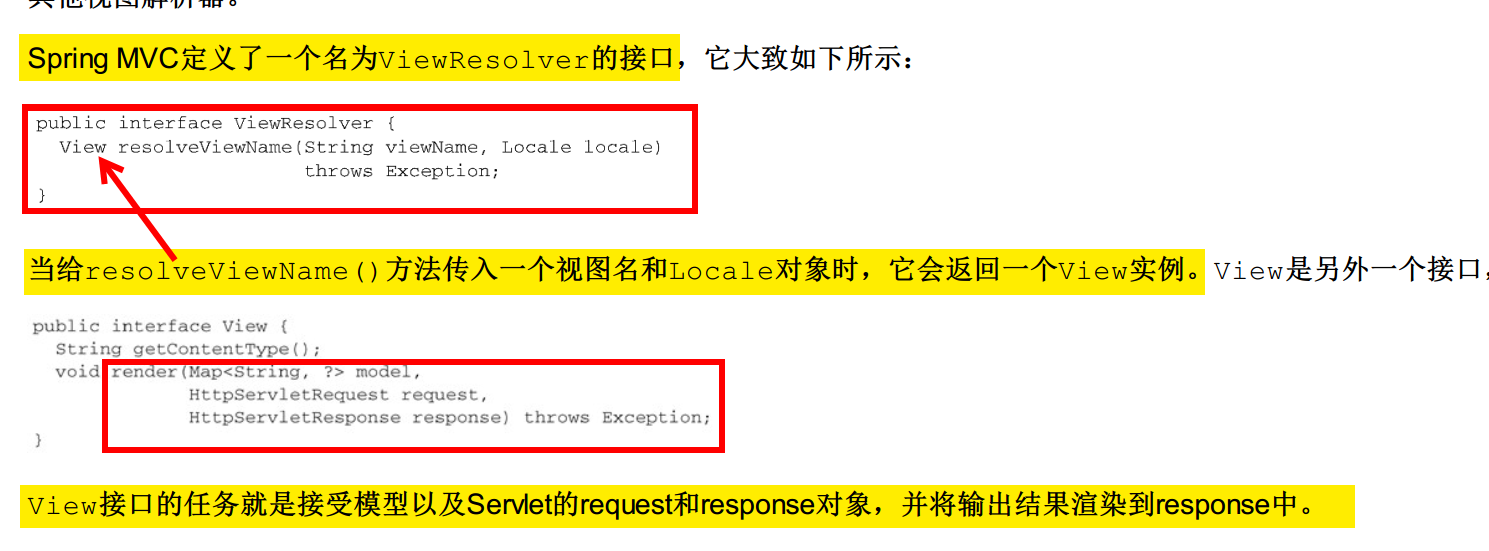 其他视图解析器。
Spring MVC定义了一个名为ViewResolver的接口，它大致如下所示：
public interface ViewResolver {
  View resolveViewName(String viewName, Locale locale)
                       throws Exception;
}
当给resolveViewName()方法传入一个视图名和Locale对象时，它会返回一个View实例。View是另外一个接口，
public interface View {
  String getContentType();
  void render(Map<String, ?> model,
              HttpServletRequest request,
              HttpServletResponse response) throws Exception;
}
View接口的任务就是接受模型以及Servlet的request和response对象，并将输出结果渲染到response中。